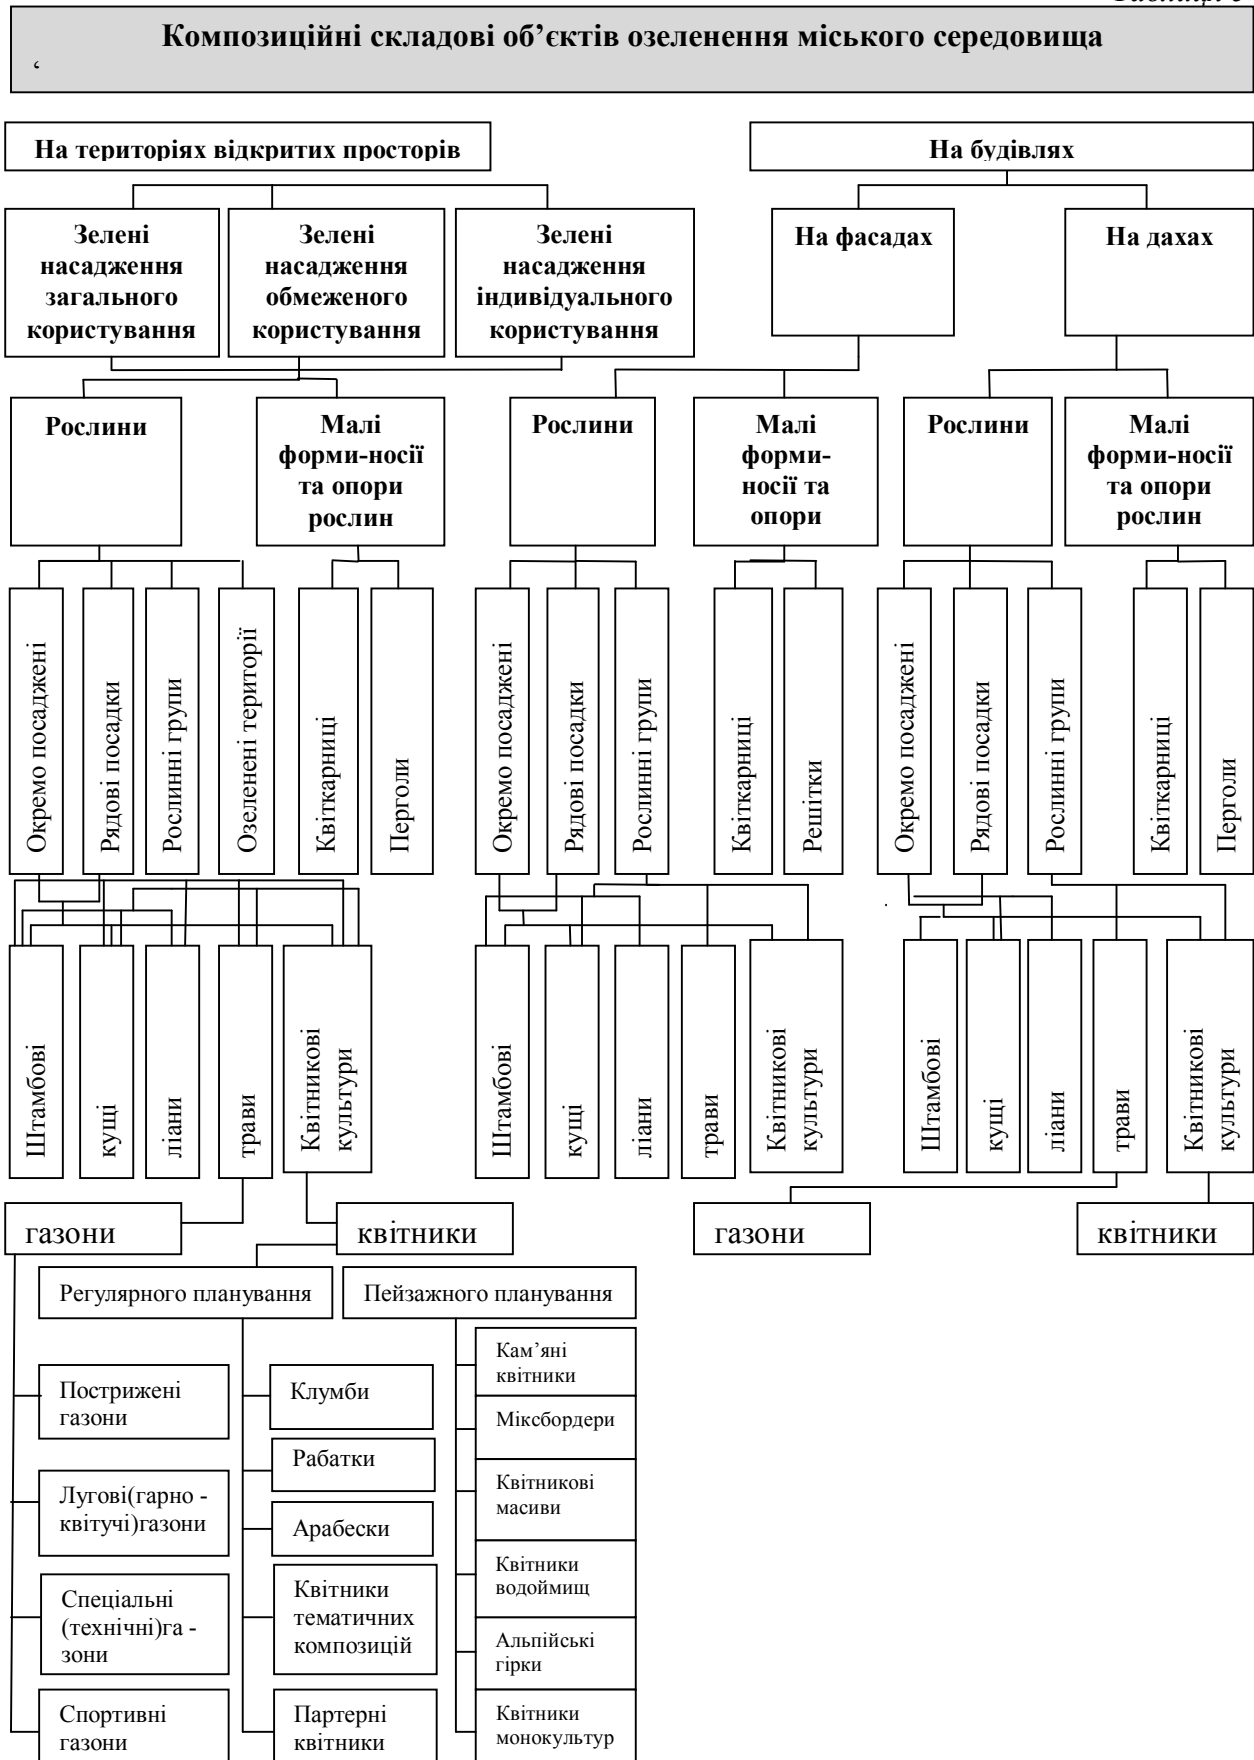 Композиційні складові об’єктів озеленення міського середовища
‘
На територіях відкритих просторів
На будівлях
Зелені
насадження
загального
користування
Зелені
насадження
обмеженого
користування
Зелені
насадження
індивідуального
користування
На фасадах
На дахах
Рослини
Малі
форми-носії
та опори
рослин
Рослини
Малі
форми-
носії та
опори
Рослини
Малі
форми-носії
та опори
рослин
Окремо посаджені
Рядові посадки
Рослинні групи
Озеленені території
Квіткарниці
Перголи
Окремо посаджені
Рядові посадки
Рослинні групи
Квіткарниці
Решітки
Окремо посаджені
Рядові посадки
Рослинні групи
Квіткарниці
Перголи
Штамбові
кущі
ліани
трави
Квітникові
культури
Штамбові
кущі
ліани
трави
Квітникові
культури
Штамбові
кущі
ліани
трави
Квітникові
культури
газони
квітники
газони
квітники
Регулярного планування
Пейзажного планування
Пострижені
газони
Лугові(гарно -
квітучі)газони
Спеціальні
(технічні)га -
зони
Спортивні
газони
Клумби
Рабатки
Арабески
Квітники
тематичних
композицій
Партерні
квітники
Кам’яні
квітники
Міксбордери
Квітникові
масиви
Квітники
водоймищ
Альпійські
гірки
Квітники
монокультур